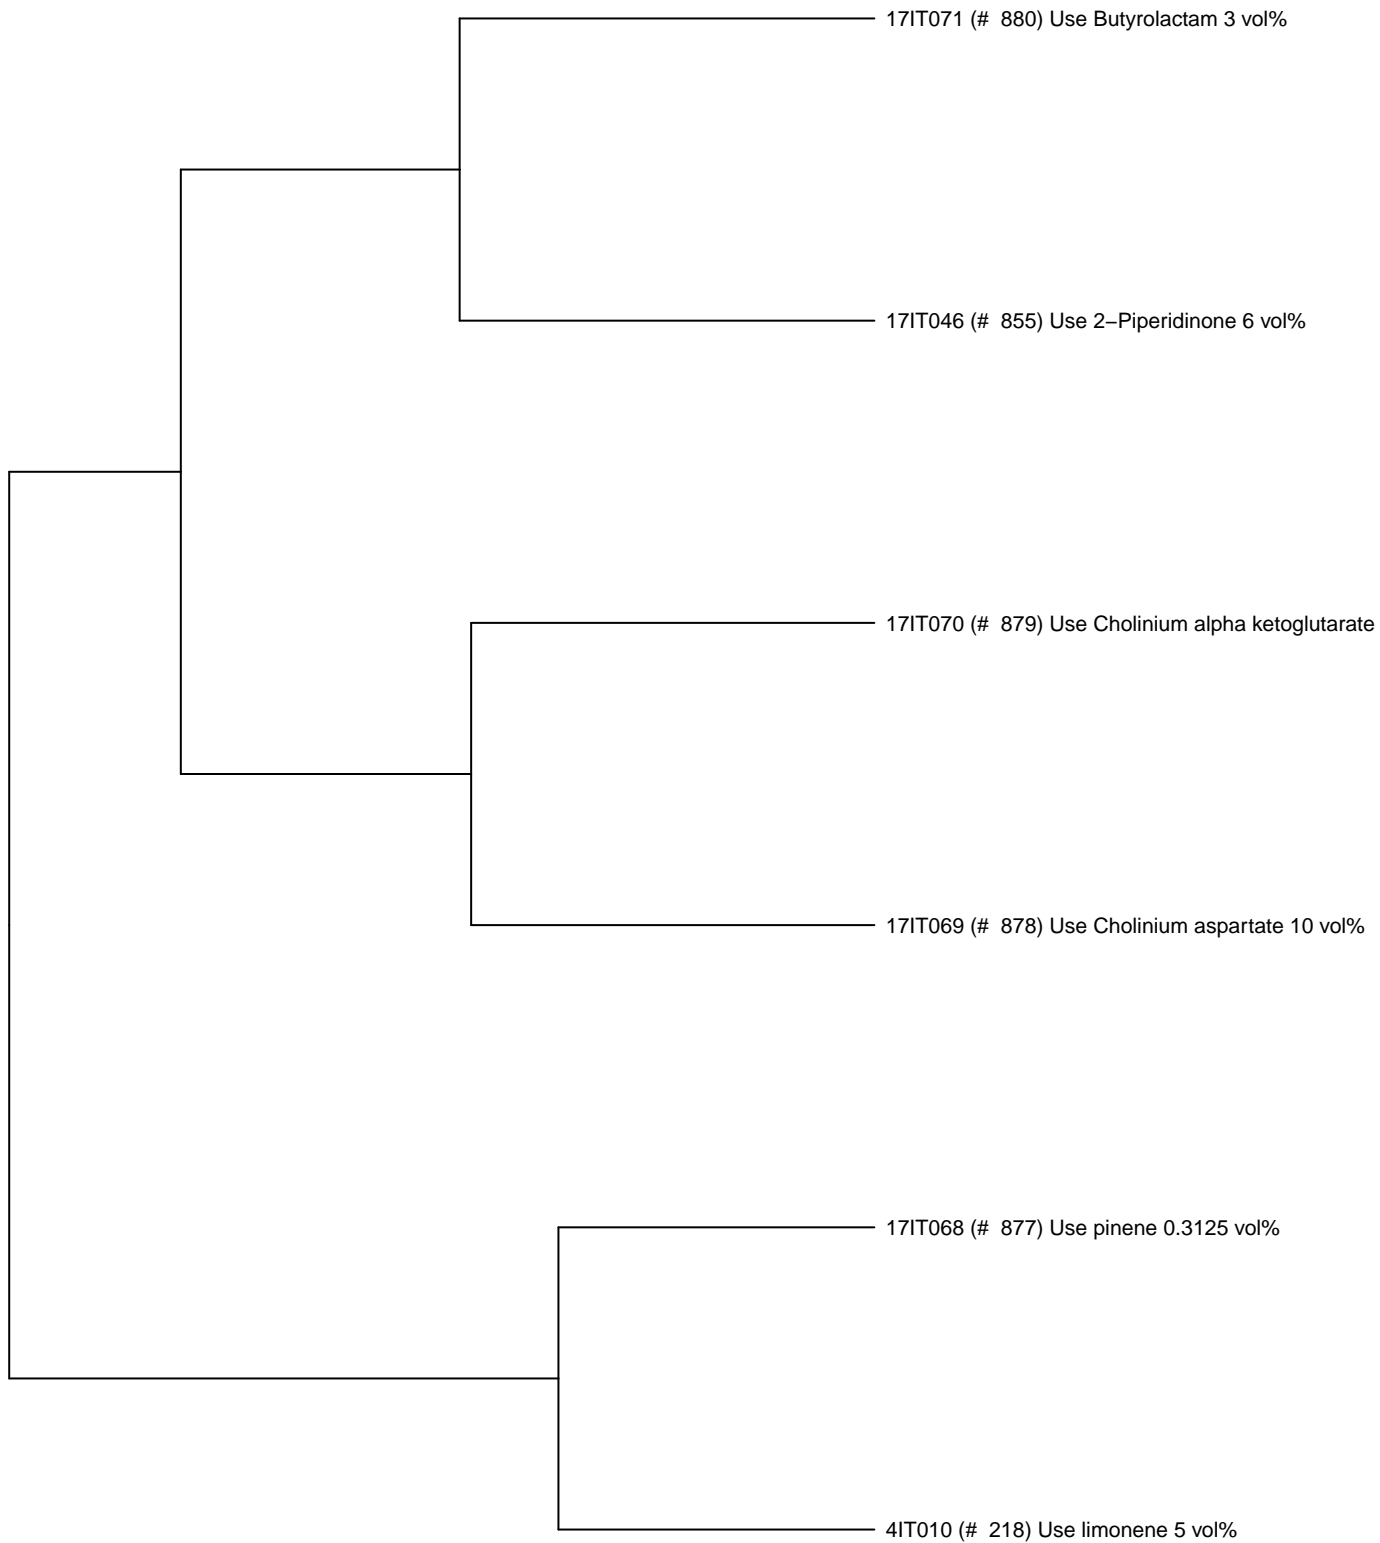 17IT071 (#  880) Use Butyrolactam 3 vol%
17IT046 (#  855) Use 2−Piperidinone 6 vol%
17IT070 (#  879) Use Cholinium alpha ketoglutarate
17IT069 (#  878) Use Cholinium aspartate 10 vol%
17IT068 (#  877) Use pinene 0.3125 vol%
4IT010 (#  218) Use limonene 5 vol%